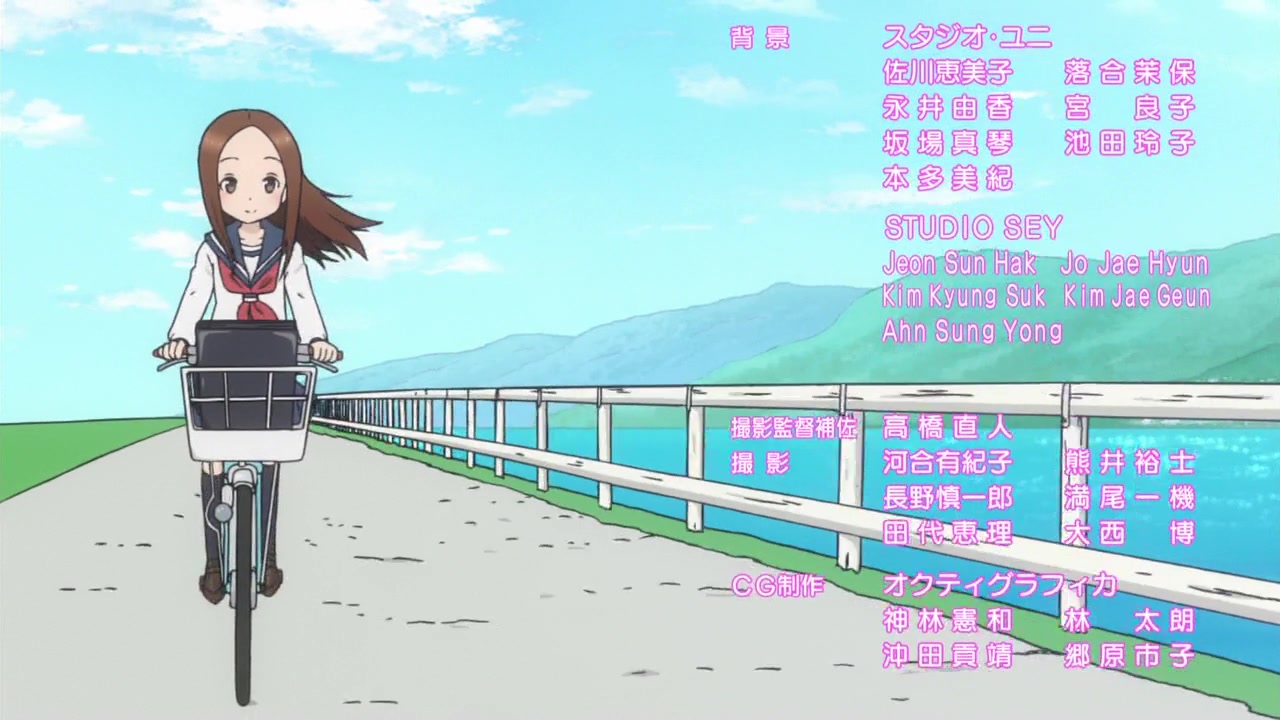 背景 スタジオ・ユニ
佐川恵美子 落合茉保
永井由香 宮 良子
坂場真琴 池田玲子
本多美紀
STUDIO SEY
Jeon Sun Hak Jo Jae Hyun
Kim Kyung Suk Kim Jae Geun
Ahn Sung Yong
撮影監督補佐 高橋直人
撮影 河合有紀子 熊井裕士
長野慎一郎 満尾一機
田代恵理 大西 博
CG制作 オクティグラフィカ
神林憲和 林 太朗
沖田貢靖 郷原市子